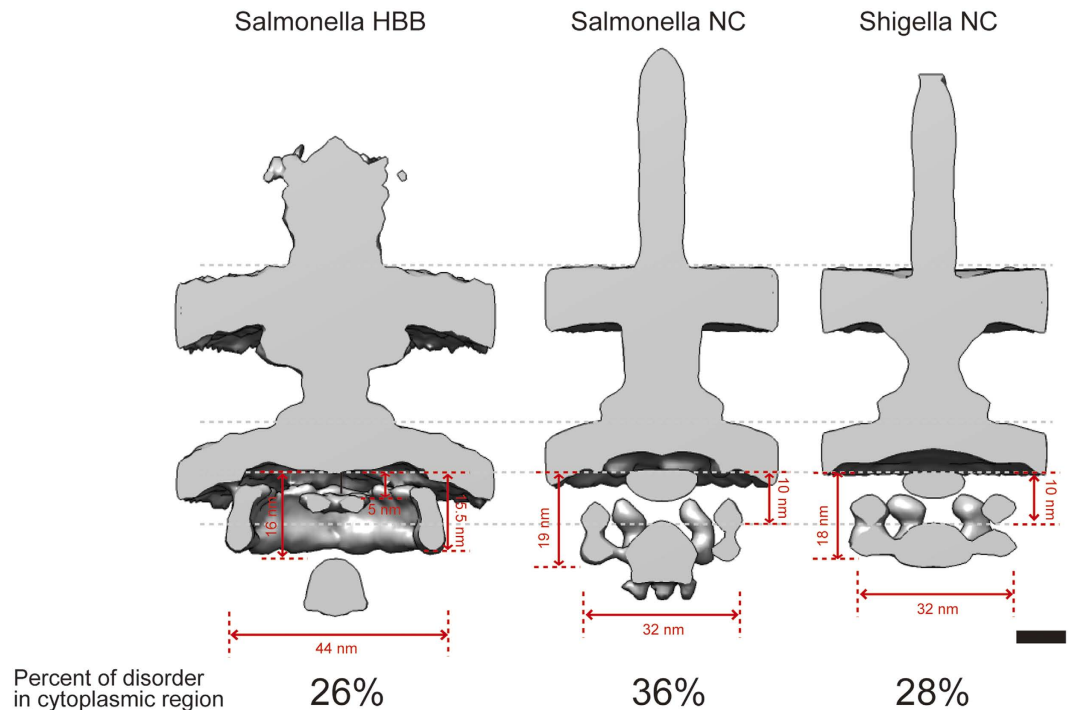 Salmonella HBB
Salmonella NC
Shigella NC
16 nm
5 nm
15.5 nm
44 nm
19 nm
10 nm
32 nm
18 nm
10 nm
32 nm
Percent of disorder
in cytoplasmic region
26%
36%
28%